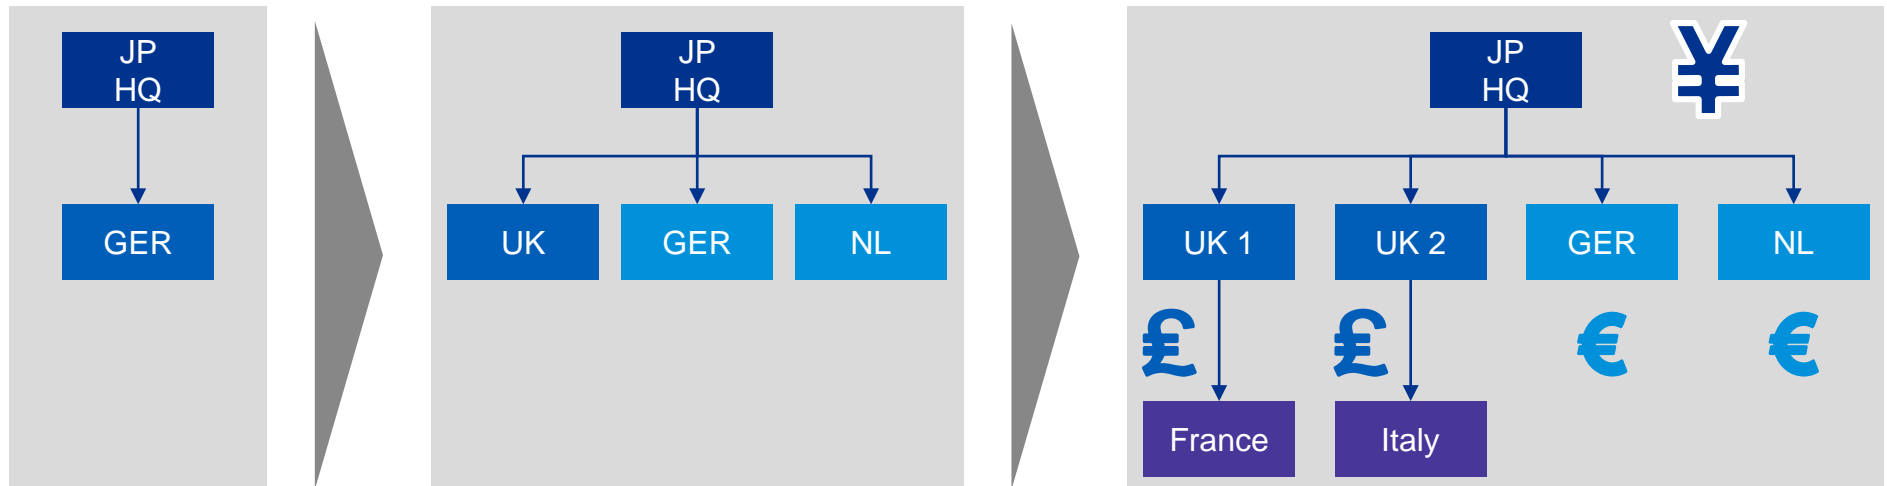 JP
HQ
GER
JP
HQ
UK
GER
NL
JP
HQ
¥
UK 1
UK 2
GER
NL
£
£
€
€
France
Italy